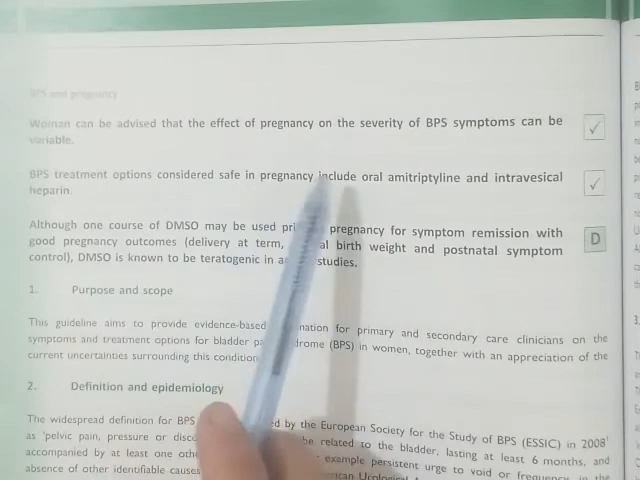 BPS and pregnancy
Woman can be advised that the effect of pregnancy on the severity of BPS symptoms can be
variable.
BPS treatment options considered safe in pregnancy include oral amitriptyline and intravesical
heparin.
Although one course of DMSO may be used pregnancy for symptom remission with
good pregnancy outcomes (delivery at term, birth weight and postnatal symptom
control), DMSO is known to be teratogenic in studies.
D
1. Purpose and scope
This guideline aims to provide evidence-based for primary and secondary care clinicians on the
symptoms and treatment options for bladder (BPS) in women, together with an appreciation of the
current uncertainties surrounding this condition
2. Definition and epidemiology
The widespread definition for BPS by the European Society for the Study of BPS (ESSIC) in 2008
as 'pelvic pain, pressure or be related to the bladder, lasting at least 6 months, and
accompanied by at least one example persistent urge to void or frequency in the
absence of other identifiable causes